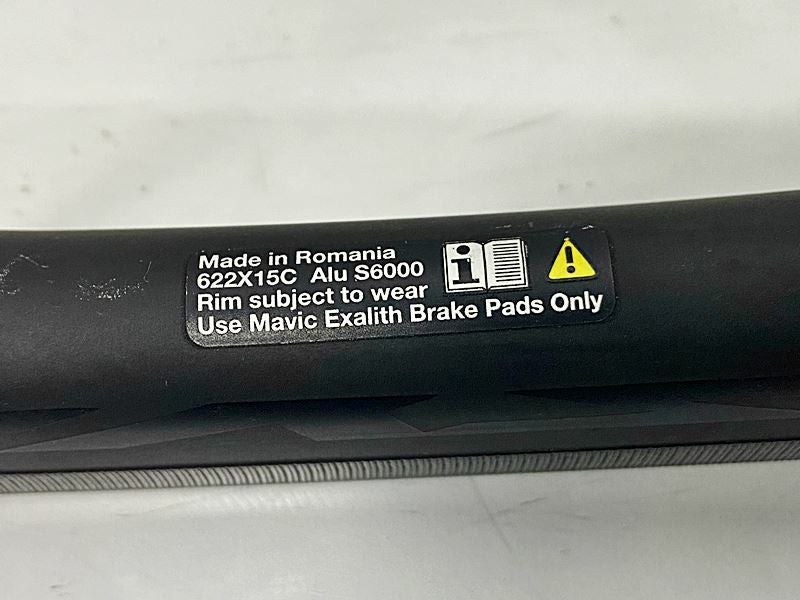 Made in Romania
622X15C Alu S6000
Rim subject to wear
Use Mavic Exalith Brake Pads Only